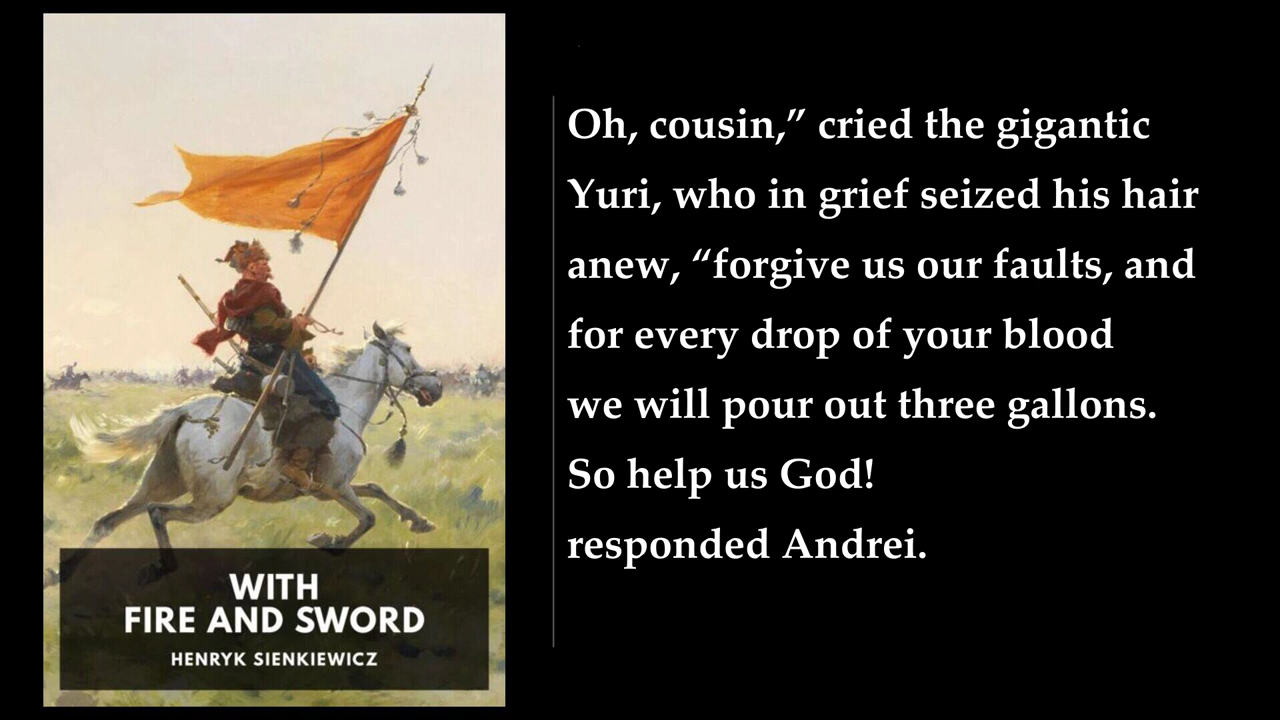 WITH
FIRE AND SWORD
HENRYK SIENKIEWICZ
Oh, cousin,” cried the gigantic
Yuri, who in grief seized his hair
anew, “forgive us our faults, and
for every drop of your blood
we will pour out three gallons.
So help us God!
responded Andrei.